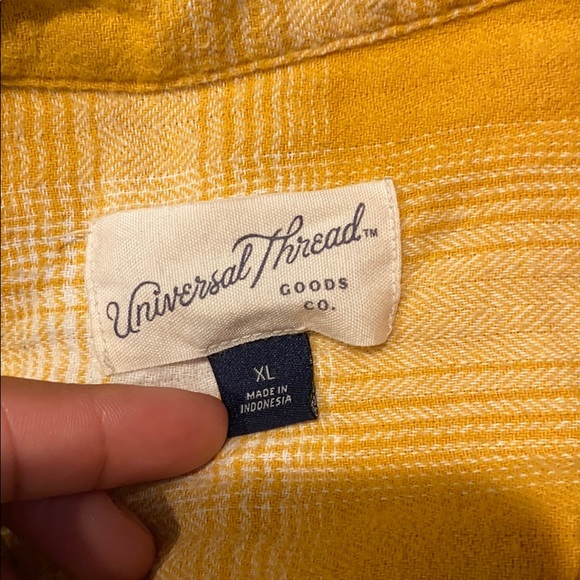 Universal Thread™
GOODS
CO.
XL
MADE IN
INDONESIA